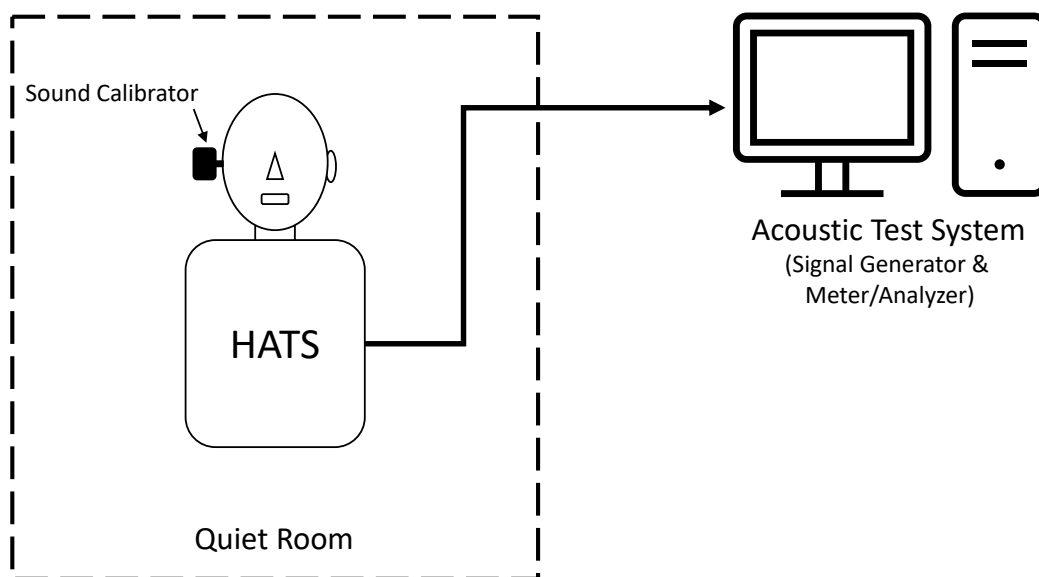 Sound Calibrator
HATS
Quiet Room
Acoustic Test System
(Signal Generator &
Meter/Analyzer)